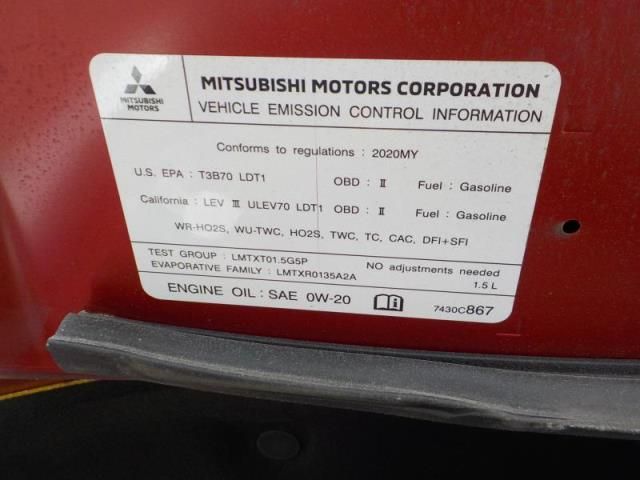 MITSUBISHI MOTORS
MITSUBISHI MOTORS CORPORATION
VEHICLE EMISSION CONTROL INFORMATION
Conforms to regulations : 2020MY
U.S. EPA : T3B70 LDT1 OBD : II Fuel : Gasoline
California : LEV III ULEV70 LDT1 OBD : II Fuel : Gasoline
WR-HO2S, WU-TWC, HO2S, TWC, TC, CAC, DFI+SFI
TEST GROUP : LMTXT01.5G5P
EVAPORATIVE FAMILY : LMTXR0135A2A
NO adjustments needed
1.5 L
ENGINE OIL : SAE 0W-20
7430C867